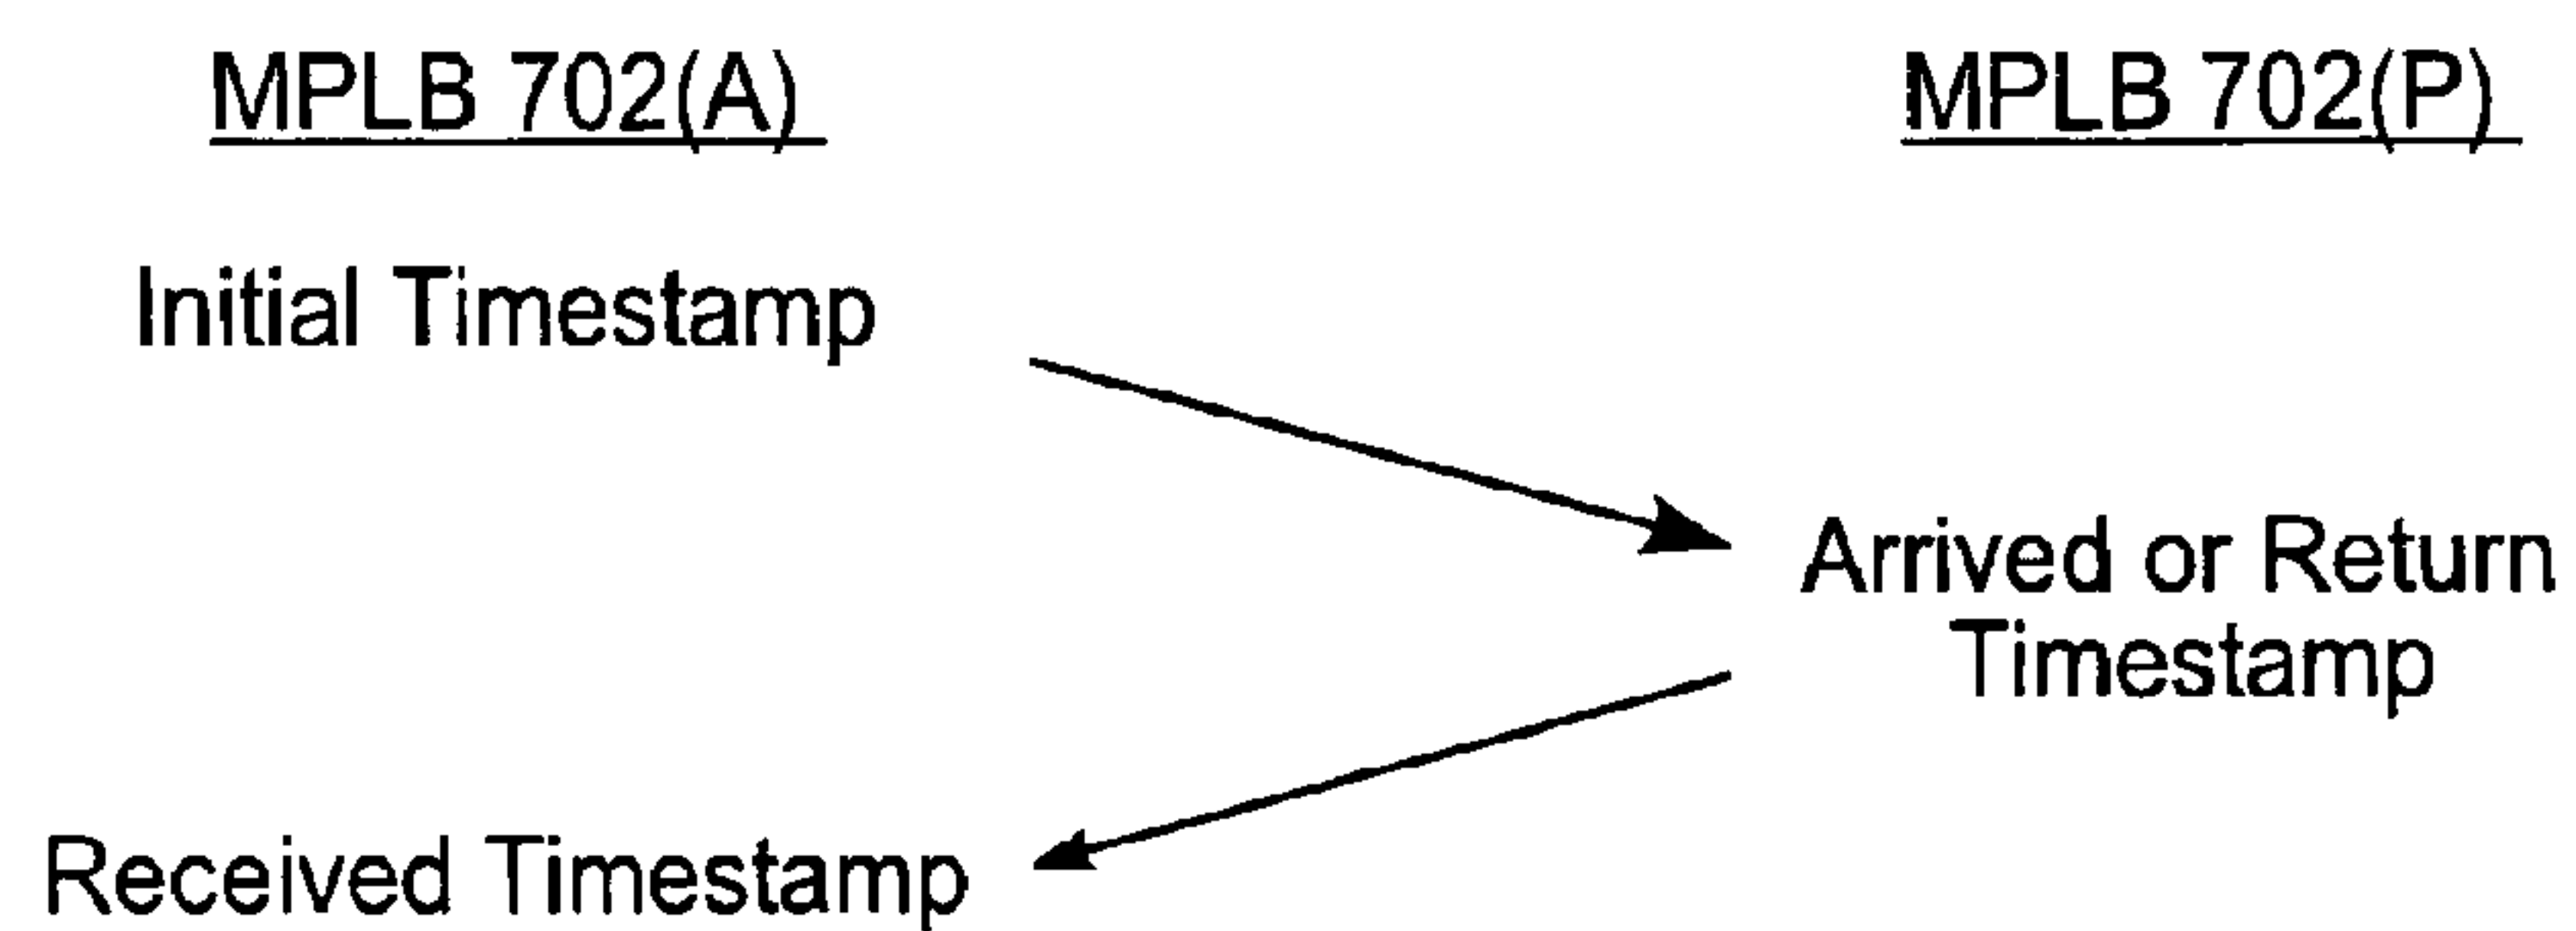 MPLB 702(A)
MPLB 702(P)
Initial Timestamp
Arrived or Return
Timestamp
Received Timestamp